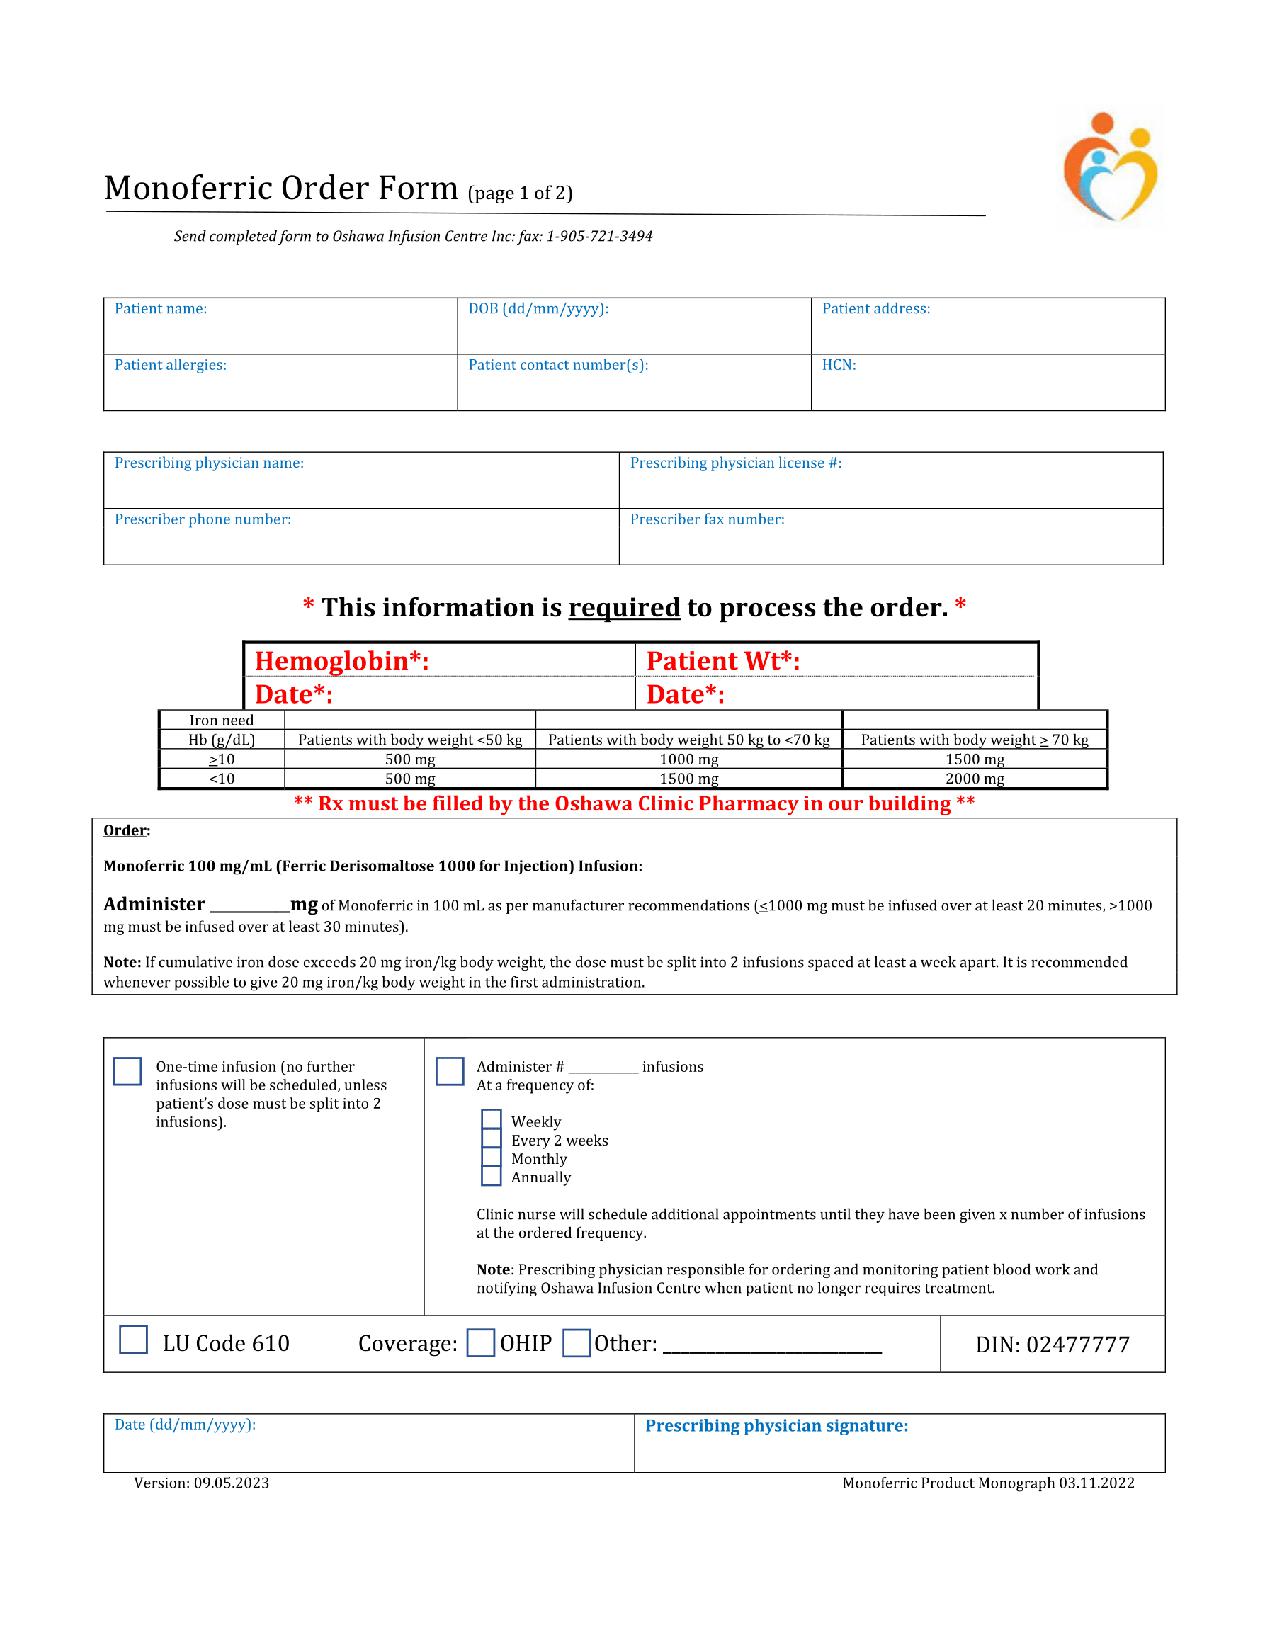 Monoferric Order Form (page 1 of 2)
Send completed form to Oshawa Infusion Centre Inc: fax: 1-905-721-3494
Patient name: DOB (dd/mm/yyyy): Patient address:
Patient allergies: Patient contact number(s): HCN:
Prescribing physician name: Prescribing physician license #:
Prescriber phone number: Prescriber fax number:
* This information is required to process the order. *
Hemoglobin*: Patient Wt*:
Date*: Date*:
Iron need
Hb (g/dL) Patients with body weight <50 kg Patients with body weight 50 kg to <70 kg Patients with body weight ≥ 70 kg
≥10 500 mg 1000 mg 1500 mg
<10 500 mg 1500 mg 2000 mg
** Rx must be filled by the Oshawa Clinic Pharmacy in our building **
Order:
Monoferric 100 mg/mL (Ferric Derisomaltose 1000 for Injection) Infusion:
Administer __________mg of Monoferric in 100 mL as per manufacturer recommendations (≤1000 mg must be infused over at least 20 minutes, >1000
mg must be infused over at least 30 minutes).
Note: If cumulative iron dose exceeds 20 mg iron/kg body weight, the dose must be split into 2 infusions spaced at least a week apart. It is recommended
whenever possible to give 20 mg iron/kg body weight in the first administration.
One-time infusion (no further
infusions will be scheduled, unless
patient's dose must be split into 2
infusions).
Administer # __________ infusions
At a frequency of:
Weekly
Every 2 weeks
Monthly
Annually
Clinic nurse will schedule additional appointments until they have been given x number of infusions
at the ordered frequency.
Note: Prescribing physician responsible for ordering and monitoring patient blood work and
notifying Oshawa Infusion Centre when patient no longer requires treatment.
LU Code 610 Coverage: OHIP Other: ____________________ DIN: 02477777
Date (dd/mm/yyyy): Prescribing physician signature:
Version: 09.05.2023 Monoferric Product Monograph 03.11.2022